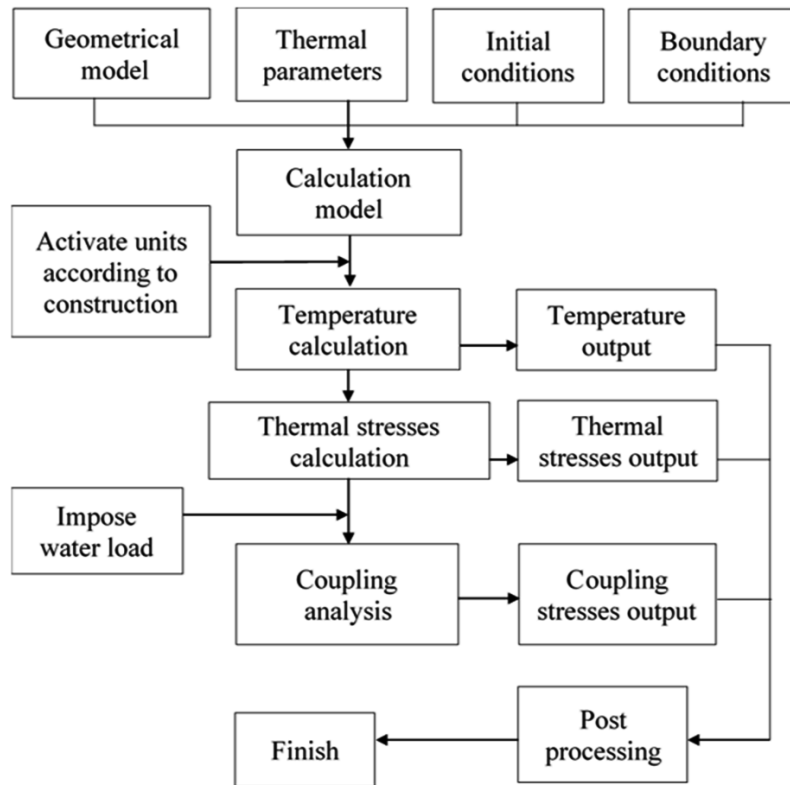 Geometrical
model
Thermal
parameters
Initial
conditions
Boundary
conditions
Calculation
model
Activate units
according to
construction
Temperature
calculation
Temperature
output
Thermal stresses
calculation
Thermal
stresses output
Impose
water load
Coupling
analysis
Coupling
stresses output
Post
processing
Finish